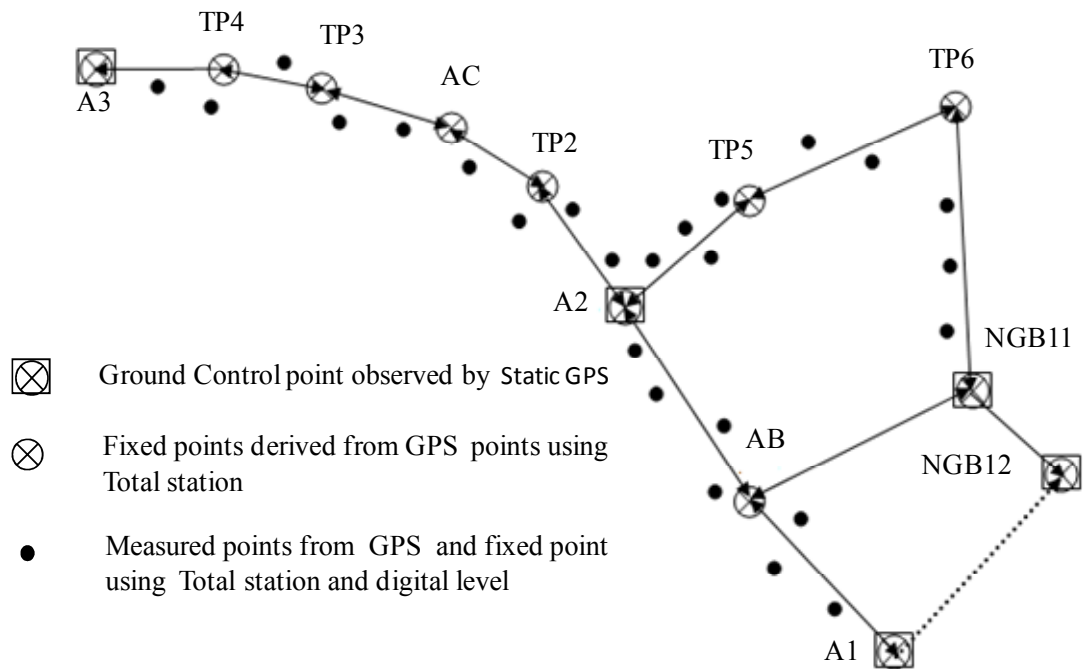 TP4
TP3
AC
TP6
A3
TP2
TP5
A2
NGB11
Ground Control point observed by Static GPS
AB
NGB12
Fixed points derived from GPS points using
Total station
Measured points from GPS and fixed point
using Total station and digital level
A1